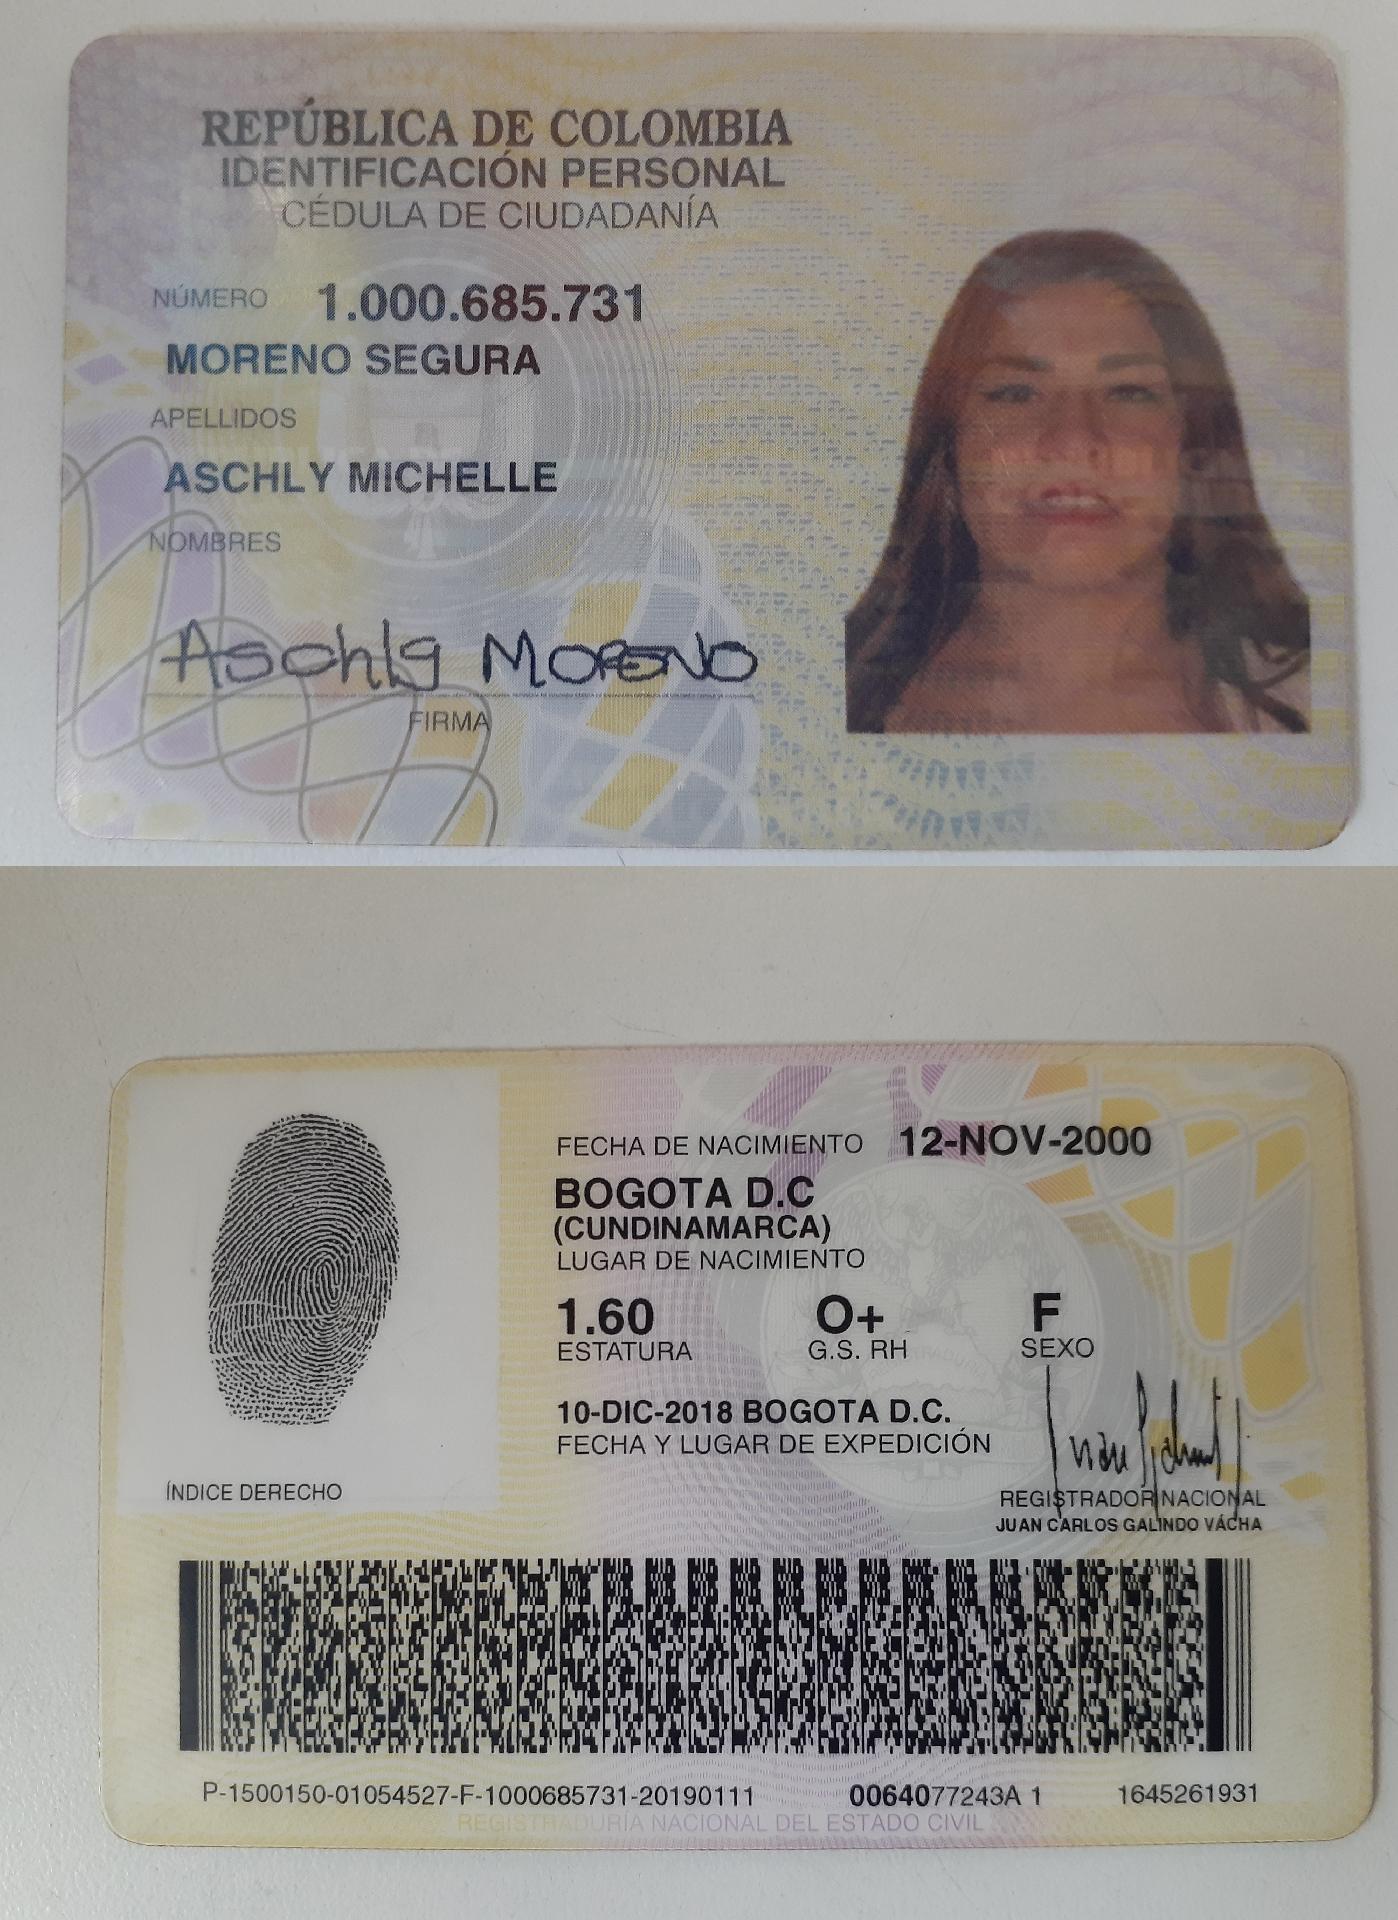 REPÚBLICA DE COLOMBIA
IDENTIFICACIÓN PERSONAL
CÉDULA DE CIUDADANÍA
NÚMERO 1.000.685.731
MORENO SEGURA
APELLIDOS
ASCHLY MICHELLE
NOMBRES
Aschly MORENO
FIRMA
FECHA DE NACIMIENTO 12-NOV-2000
BOGOTA D.C
(CUNDINAMARCA)
LUGAR DE NACIMIENTO
1.60 O+ F
ESTATURA G.S. RH SEXO
10-DIC-2018 BOGOTA D.C.
FECHA Y LUGAR DE EXPEDICIÓN
ÍNDICE DERECHO
REGISTRADOR NACIONAL
JUAN CARLOS GALINDO VÁCHA
P-1500150-01054527-F-1000685731-20190111 0064077243A 1 1645261931
REGISTRADURÍA NACIONAL DEL ESTADO CIVIL